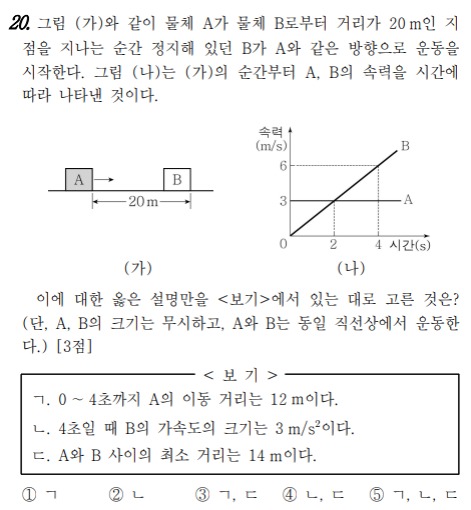 20. 그림 (가)와 같이 물체 A가 물체 B로부터 거리가 20 m인 지
점을 지나는 순간 정지해 있던 B가 A와 같은 방향으로 운동을
시작한다. 그림 (나)는 (가)의 순간부터 A, B의 속력을 시간에
따라 나타낸 것이다.
A
B
20 m
(가)
속력
(m/s)
6
3
0
2
4
시간(s)
B
A
(나)
이에 대한 옳은 설명만을 <보기>에서 있는 대로 고른 것은?
(단, A, B의 크기는 무시하고, A와 B는 동일 직선상에서 운동한
다.) [3점]
< 보 기 >
ㄱ. 0 ~ 4초까지 A의 이동 거리는 12 m이다.
ㄴ. 4초일 때 B의 가속도의 크기는 3 m/s²이다.
ㄷ. A와 B 사이의 최소 거리는 14 m이다.
① ㄱ ② ㄴ ③ ㄱ, ㄷ ④ ㄴ, ㄷ ⑤ ㄱ, ㄴ, ㄷ